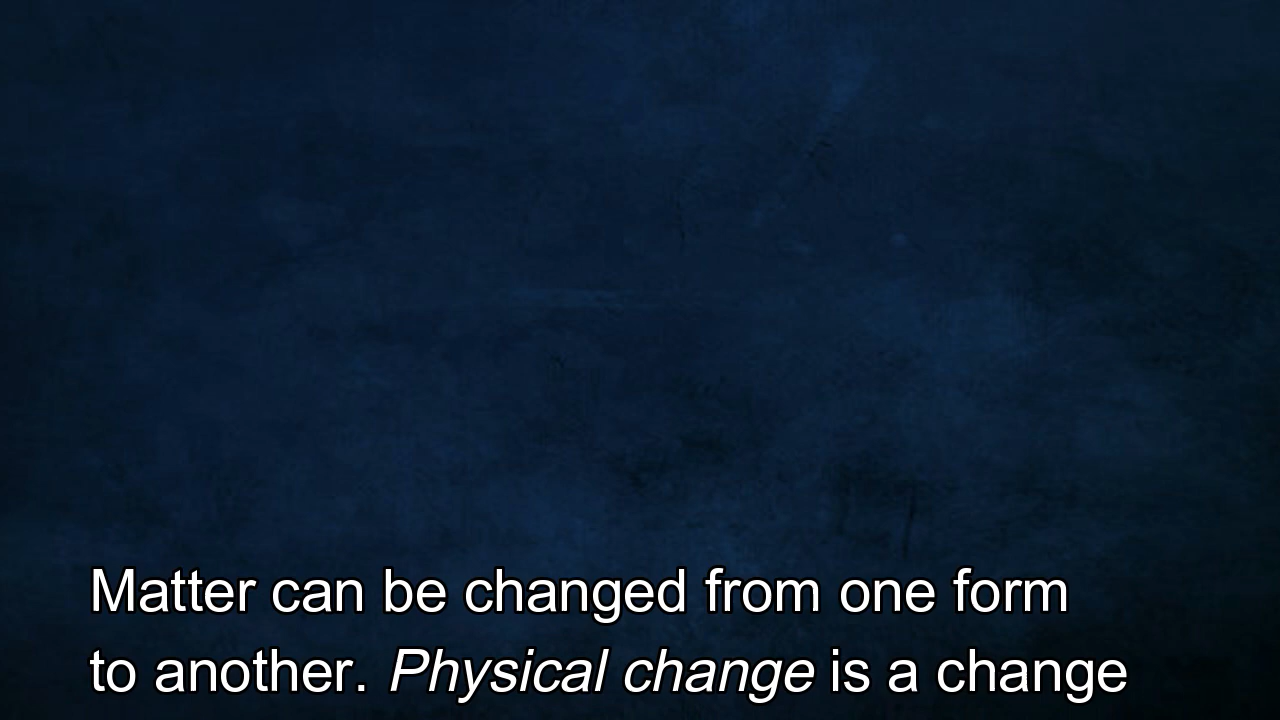 Matter can be changed from one form
to another. Physical change is a change